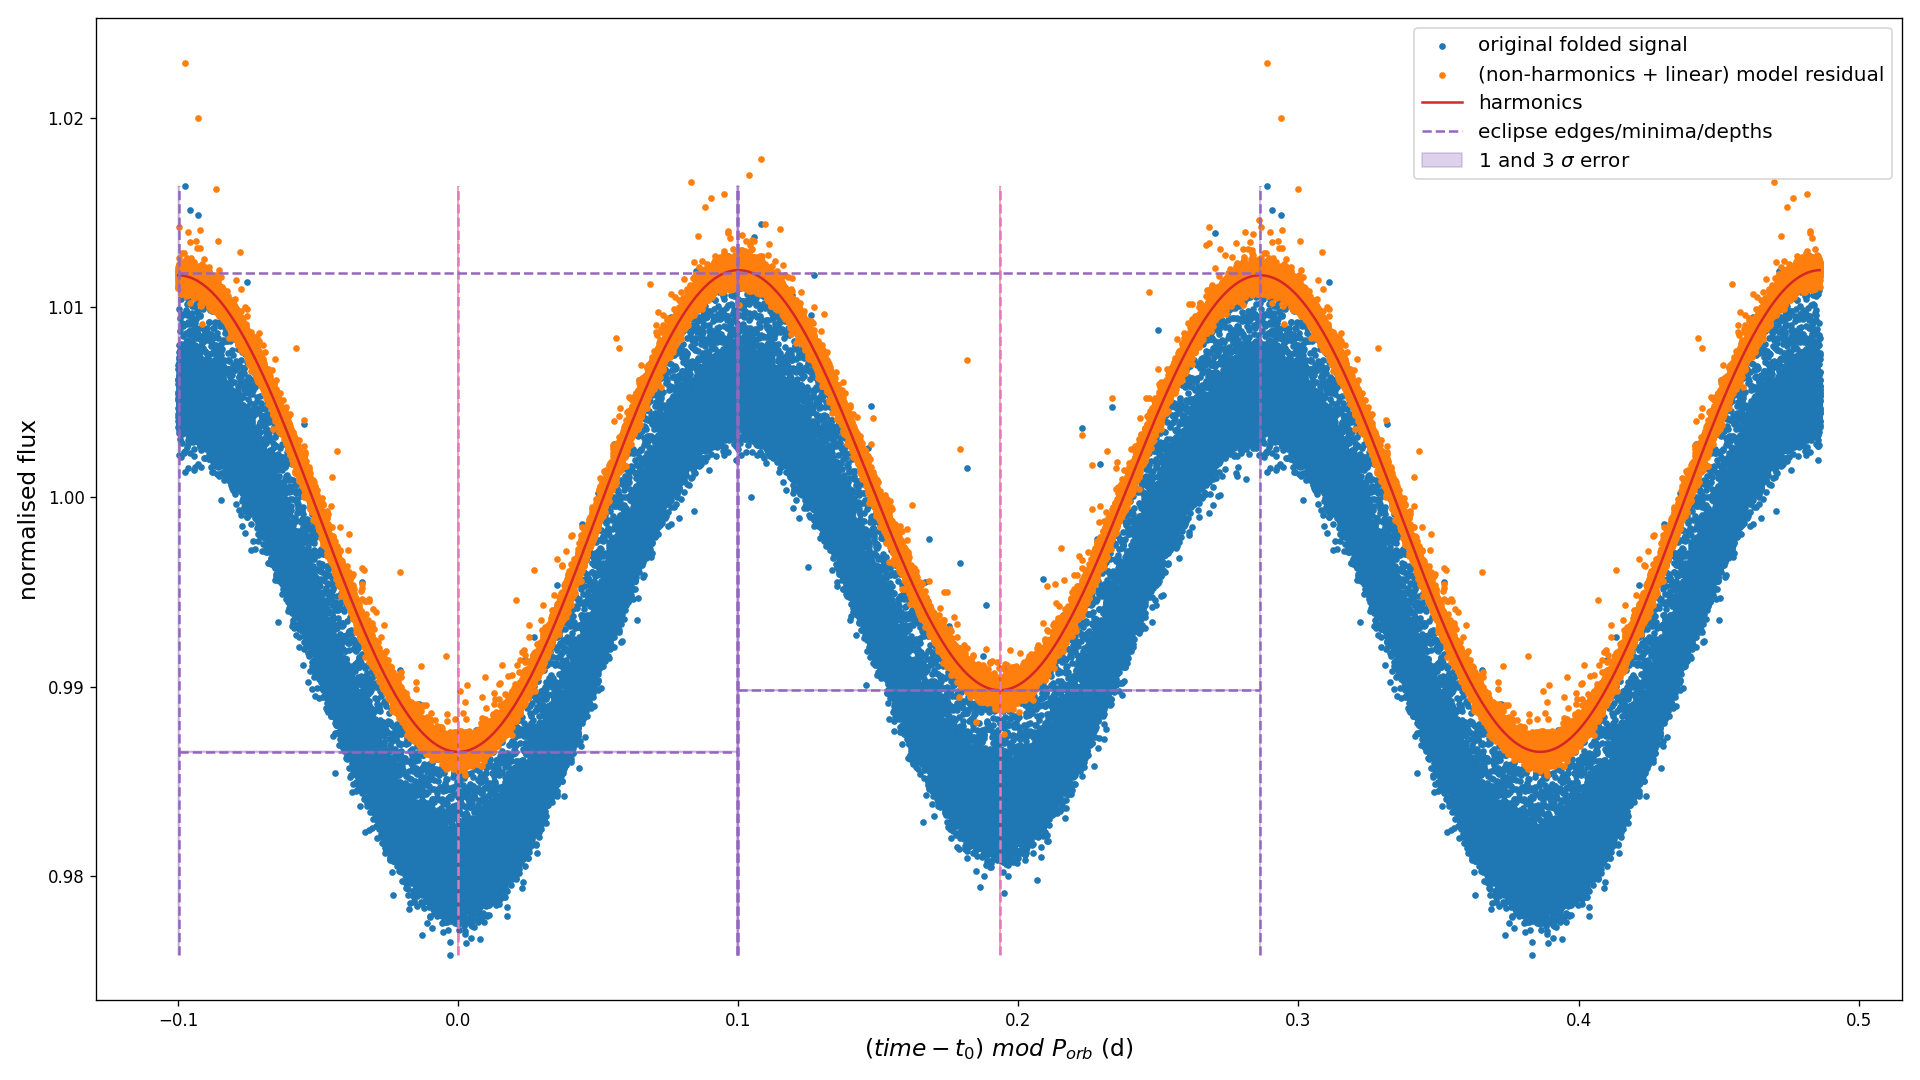 original folded signal
(non-harmonics + linear) model residual
harmonics
eclipse edges/minima/depths
1 and 3 σ error
normalised flux
1.02
1.01
1.00
0.99
0.98
−0.1 0.0 0.1 0.2 0.3 0.4 0.5
(time − t₀) mod P_orb (d)